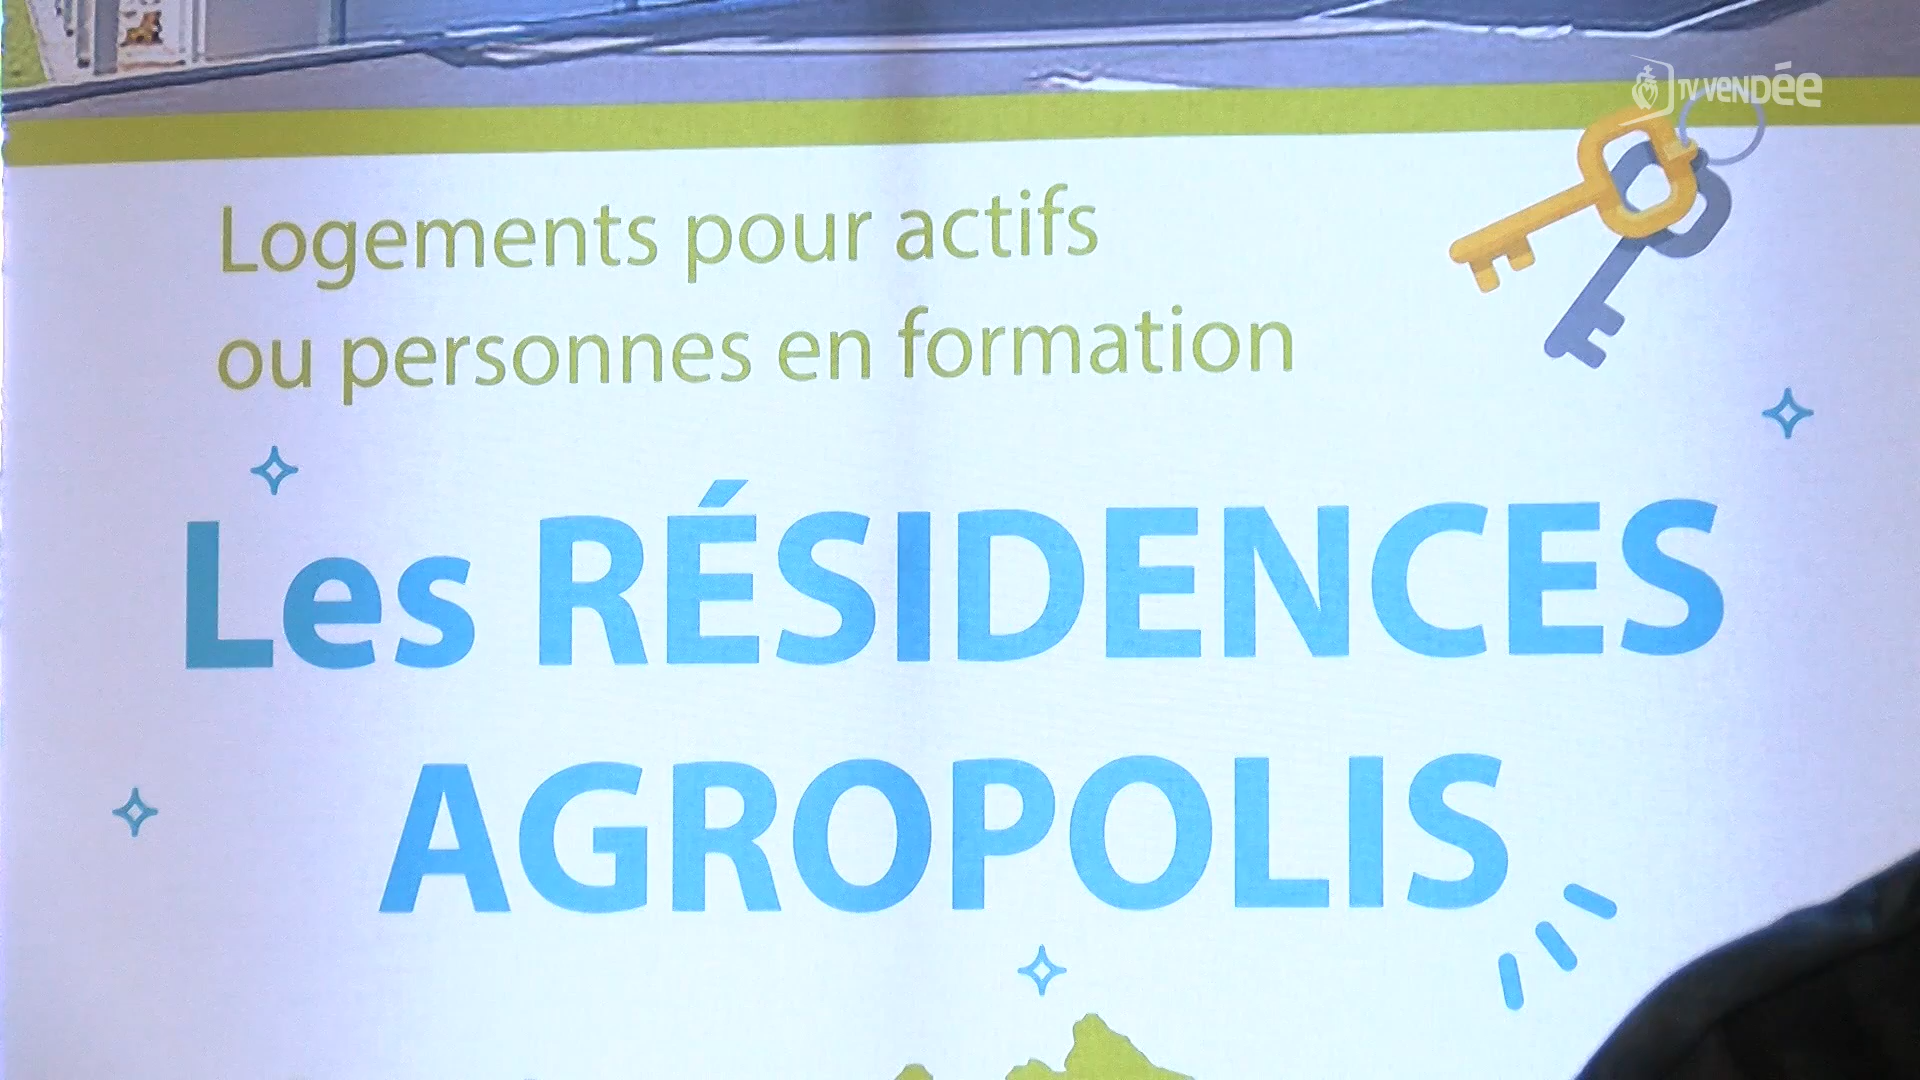 TV VENDÉE
Logements pour actifs
ou personnes en formation
Les RÉSIDENCES
AGROPOLIS